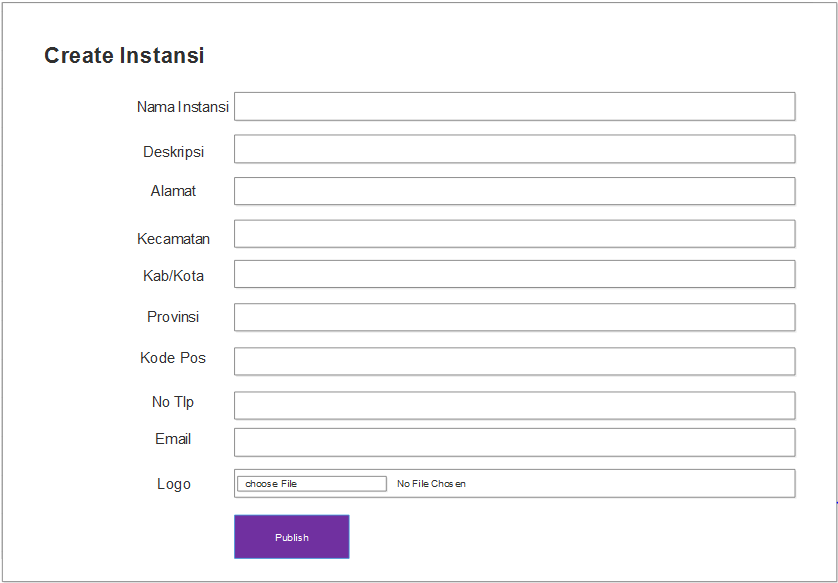 Create Instansi
Nama Instansi
Deskripsi
Alamat
Kecamatan
Kab/Kota
Provinsi
Kode Pos
No Tlp
Email
Logo choose File No File Chosen
Publish